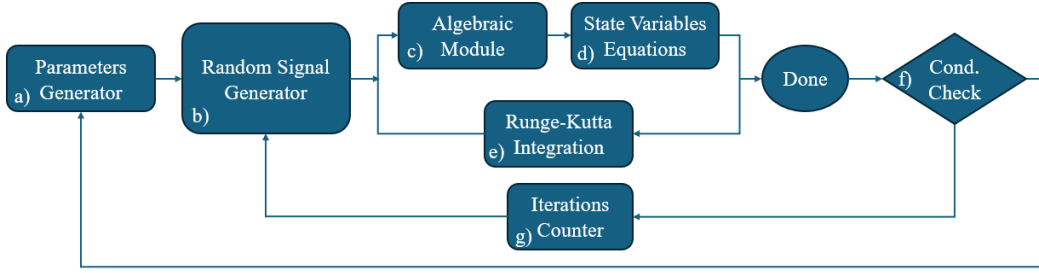 a) Parameters
Generator
b) Random Signal
Generator
c) Algebraic
Module
d) State Variables
Equations
e) Runge-Kutta
Integration
Done
f) Cond.
Check
g) Iterations
Counter